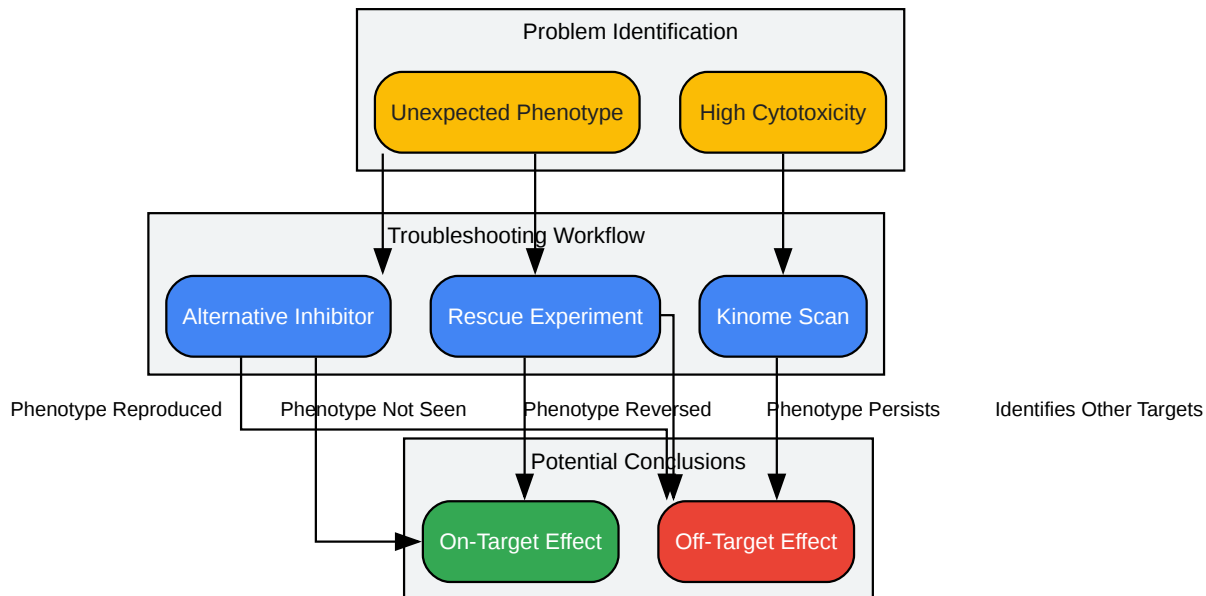 Problem Identification
Unexpected Phenotype
High Cytotoxicity
Troubleshooting Workflow
Alternative Inhibitor
Rescue Experiment
Kinome Scan
Phenotype Reproduced
Phenotype Not Seen
Phenotype Reversed
Phenotype Persists
Identifies Other Targets
Potential Conclusions
On-Target Effect
Off-Target Effect